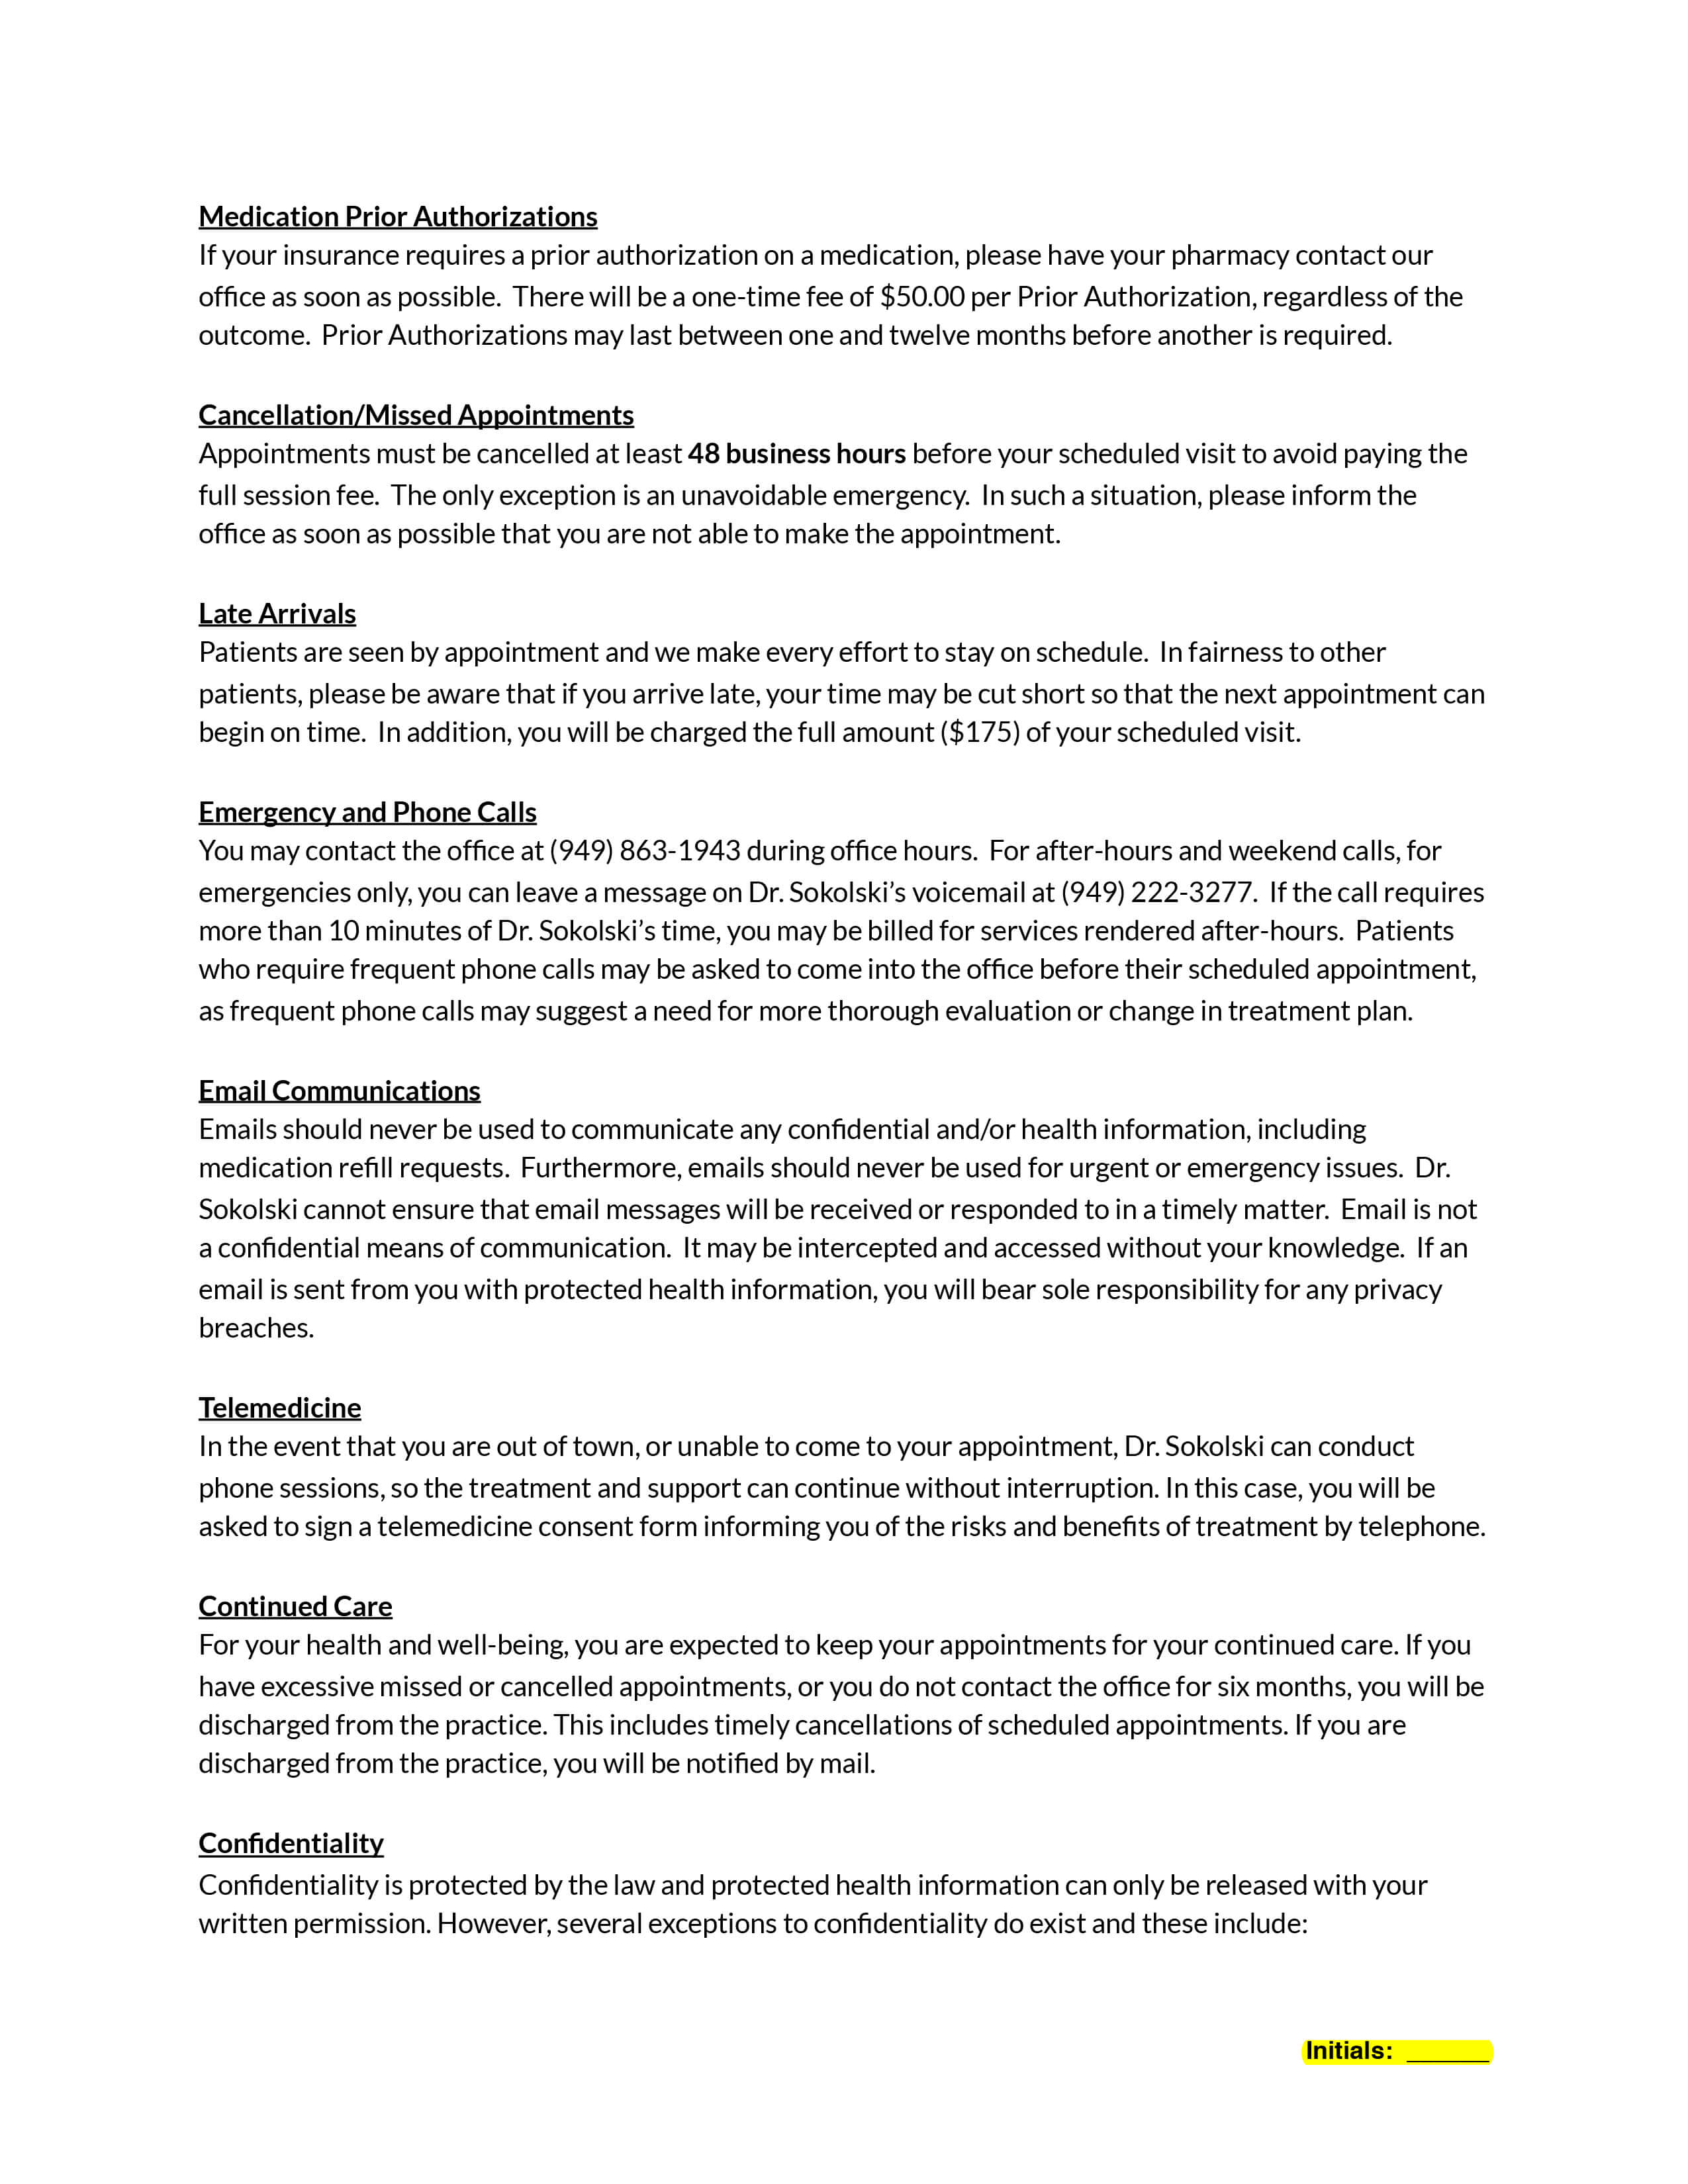 Medication Prior Authorizations
If your insurance requires a prior authorization on a medication, please have your pharmacy contact our
office as soon as possible.  There will be a one-time fee of $50.00 per Prior Authorization, regardless of the
outcome.  Prior Authorizations may last between one and twelve months before another is required.
Cancellation/Missed Appointments
Appointments must be cancelled at least 48 business hours before your scheduled visit to avoid paying the
full session fee.  The only exception is an unavoidable emergency.  In such a situation, please inform the
office as soon as possible that you are not able to make the appointment.
Late Arrivals
Patients are seen by appointment and we make every effort to stay on schedule.  In fairness to other
patients, please be aware that if you arrive late, your time may be cut short so that the next appointment can
begin on time.  In addition, you will be charged the full amount ($175) of your scheduled visit.
Emergency and Phone Calls
You may contact the office at (949) 863-1943 during office hours.  For after-hours and weekend calls, for
emergencies only, you can leave a message on Dr. Sokolski’s voicemail at (949) 222-3277.  If the call requires
more than 10 minutes of Dr. Sokolski’s time, you may be billed for services rendered after-hours.  Patients
who require frequent phone calls may be asked to come into the office before their scheduled appointment,
as frequent phone calls may suggest a need for more thorough evaluation or change in treatment plan.
Email Communications
Emails should never be used to communicate any confidential and/or health information, including
medication refill requests.  Furthermore, emails should never be used for urgent or emergency issues.  Dr.
Sokolski cannot ensure that email messages will be received or responded to in a timely matter.  Email is not
a confidential means of communication.  It may be intercepted and accessed without your knowledge.  If an
email is sent from you with protected health information, you will bear sole responsibility for any privacy
breaches.
Telemedicine
In the event that you are out of town, or unable to come to your appointment, Dr. Sokolski can conduct
phone sessions, so the treatment and support can continue without interruption. In this case, you will be
asked to sign a telemedicine consent form informing you of the risks and benefits of treatment by telephone.
Continued Care
For your health and well-being, you are expected to keep your appointments for your continued care. If you
have excessive missed or cancelled appointments, or you do not contact the office for six months, you will be
discharged from the practice. This includes timely cancellations of scheduled appointments. If you are
discharged from the practice, you will be notified by mail.
Confidentiality
Confidentiality is protected by the law and protected health information can only be released with your
written permission. However, several exceptions to confidentiality do exist and these include:
Initials: ______